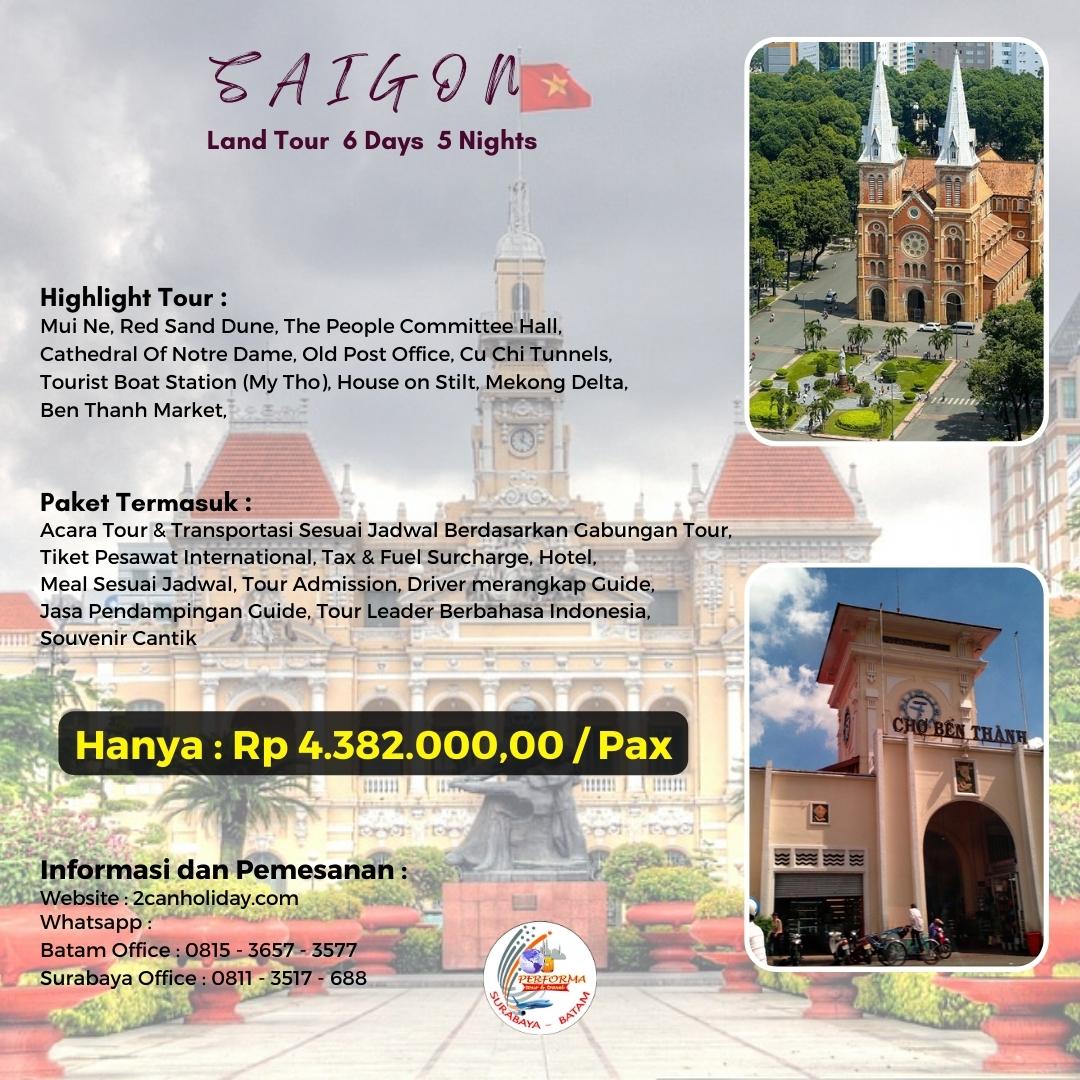 SAIGON
Land Tour 6 Days 5 Nights
Highlight Tour :
Mui Ne, Red Sand Dune, The People Committee Hall,
Cathedral Of Notre Dame, Old Post Office, Cu Chi Tunnels,
Tourist Boat Station (My Tho), House on Stilt, Mekong Delta,
Ben Thanh Market,
Paket Termasuk :
Acara Tour & Transportasi Sesuai Jadwal Berdasarkan Gabungan Tour,
Tiket Pesawat International, Tax & Fuel Surcharge, Hotel,
Meal Sesuai Jadwal, Tour Admission, Driver merangkap Guide,
Jasa Pendampingan Guide, Tour Leader Berbahasa Indonesia,
Souvenir Cantik
CHỢ BẾN THÀNH
Hanya : Rp 4.382.000,00 / Pax
Informasi dan Pemesanan :
Website : 2canholiday.com
Whatsapp :
Batam Office : 0815 - 3657 - 3577
Surabaya Office : 0811 - 3517 - 688
PERFORMA
tour & travel
SURABAYA - BATAM